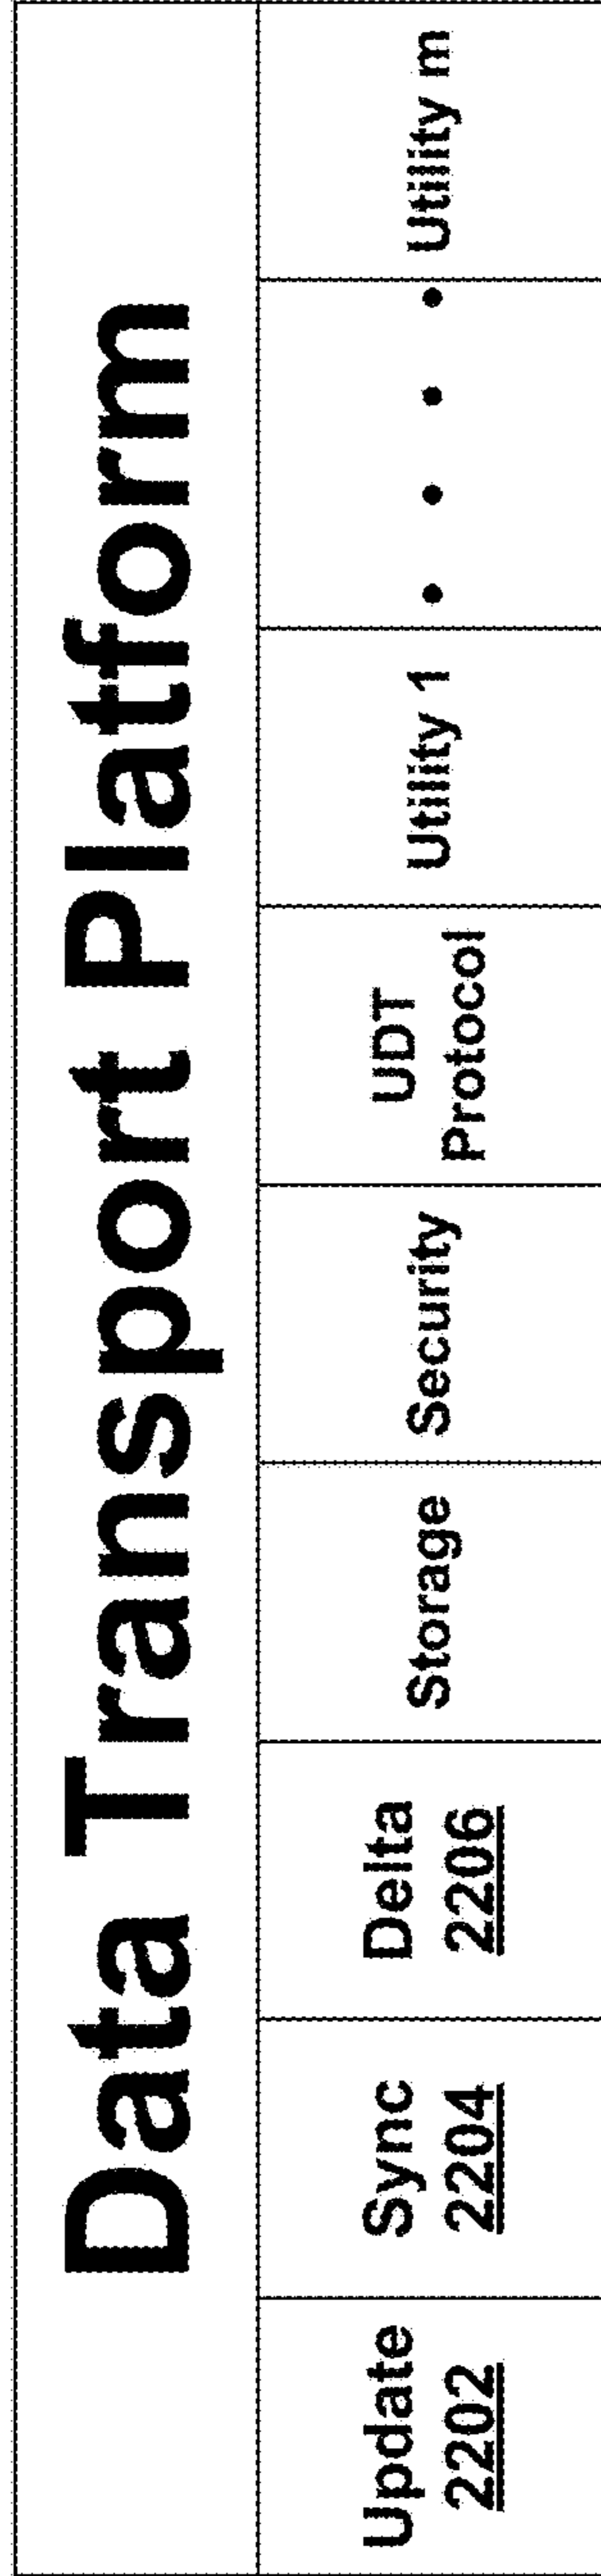 Data Transport Platform
Update
2202
Sync
2204
Delta
2206
Storage
Security
UDT
Protocol
Utility 1
• • • •
Utility m